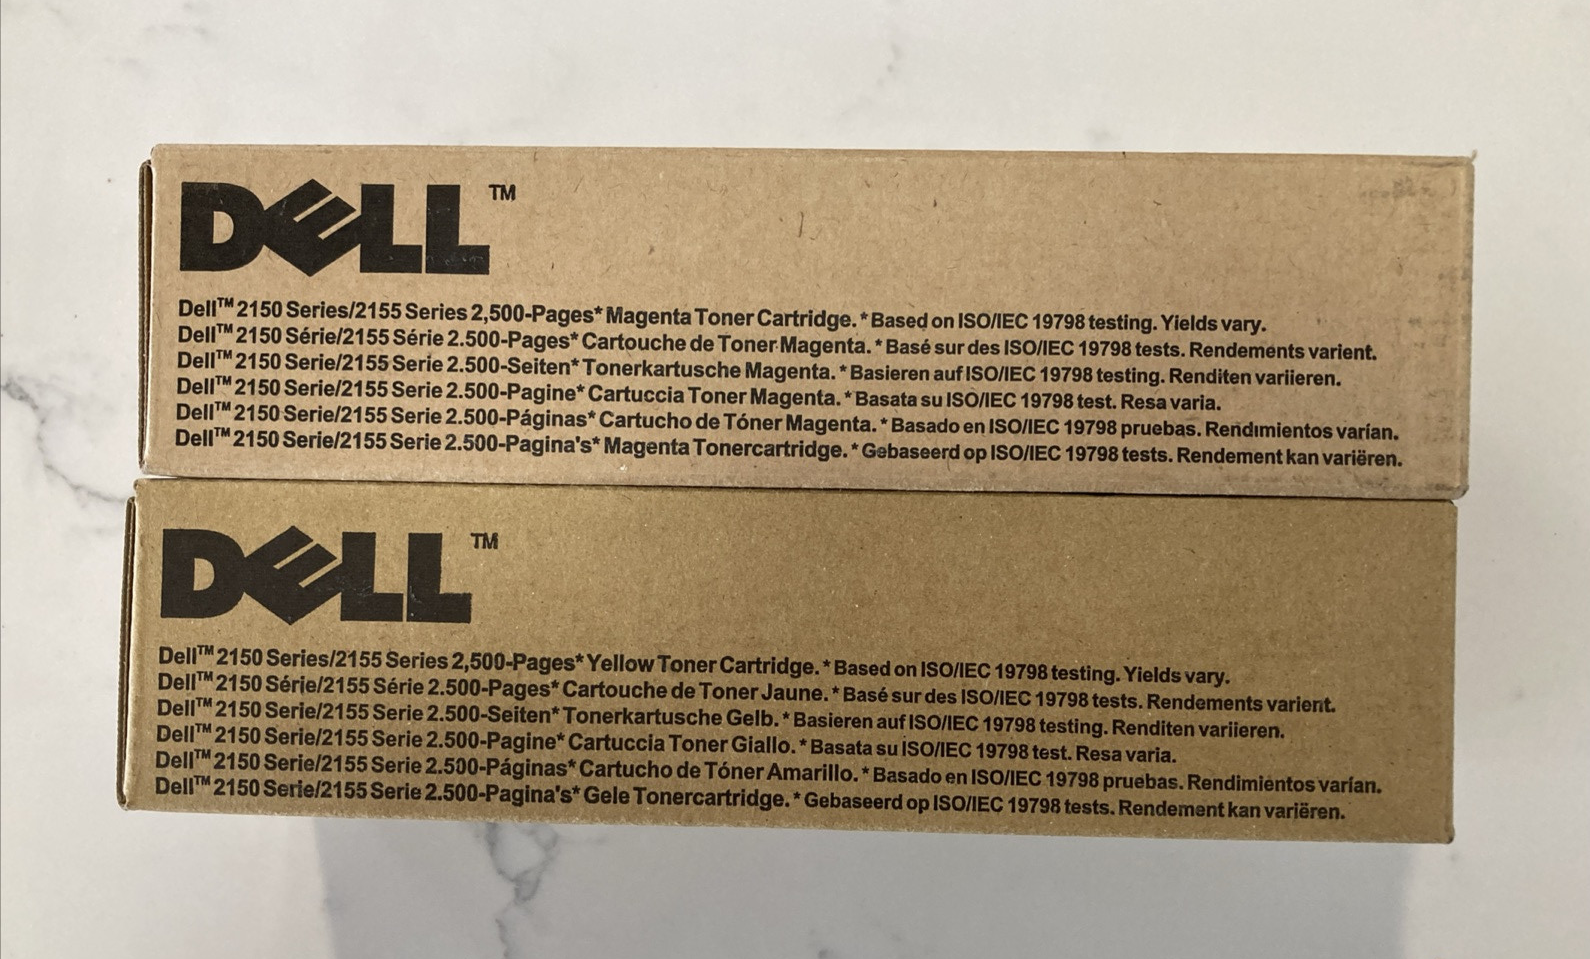 DELL™
Dell™ 2150 Series/2155 Series 2,500-Pages* Magenta Toner Cartridge. * Based on ISO/IEC 19798 testing. Yields vary.
Dell™ 2150 Série/2155 Série 2.500-Pages* Cartouche de Toner Magenta. * Basé sur des ISO/IEC 19798 tests. Rendements varient.
Dell™ 2150 Serie/2155 Serie 2.500-Seiten* Tonerkartusche Magenta. * Basieren auf ISO/IEC 19798 testing. Renditen variieren.
Dell™ 2150 Serie/2155 Serie 2.500-Pagine* Cartuccia Toner Magenta. * Basata su ISO/IEC 19798 test. Resa varia.
Dell™ 2150 Serie/2155 Serie 2.500-Páginas* Cartucho de Tóner Magenta. * Basado en ISO/IEC 19798 pruebas. Rendimientos varían.
Dell™ 2150 Serie/2155 Serie 2.500-Pagina's* Magenta Tonercartridge. * Gebaseerd op ISO/IEC 19798 tests. Rendement kan variëren.
DELL™
Dell™ 2150 Series/2155 Series 2,500-Pages* Yellow Toner Cartridge. * Based on ISO/IEC 19798 testing. Yields vary.
Dell™ 2150 Série/2155 Série 2.500-Pages* Cartouche de Toner Jaune. * Basé sur des ISO/IEC 19798 tests. Rendements varient.
Dell™ 2150 Serie/2155 Serie 2.500-Seiten* Tonerkartusche Gelb. * Basieren auf ISO/IEC 19798 testing. Renditen variieren.
Dell™ 2150 Serie/2155 Serie 2.500-Pagine* Cartuccia Toner Giallo. * Basata su ISO/IEC 19798 test. Resa varia.
Dell™ 2150 Serie/2155 Serie 2.500-Páginas* Cartucho de Tóner Amarillo. * Basado en ISO/IEC 19798 pruebas. Rendimientos varían.
Dell™ 2150 Serie/2155 Serie 2.500-Pagina's* Gele Tonercartridge. * Gebaseerd op ISO/IEC 19798 tests. Rendement kan variëren.